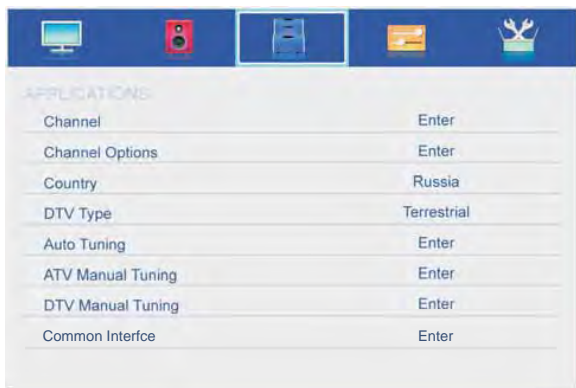 APPLICATIONS
Channel Enter
Channel Options Enter
Country Russia
DTV Type Terrestrial
Auto Tuning Enter
ATV Manual Tuning Enter
DTV Manual Tuning Enter
Common Interfce Enter